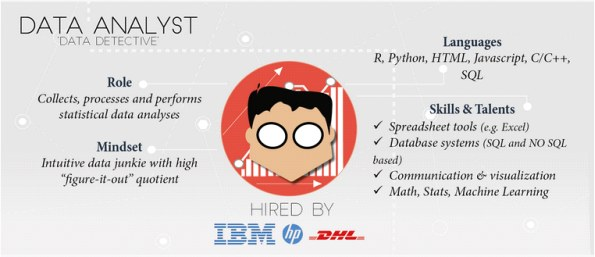 DATA ANALYST
'DATA DETECTIVE'
Role
Collects, processes and performs
statistical data analyses
Mindset
Intuitive data junkie with high
“figure-it-out” quotient
Languages
R, Python, HTML, Javascript, C/C++,
SQL
Skills & Talents
✓ Spreadsheet tools (e.g. Excel)
✓ Database systems (SQL and NO SQL
based)
✓ Communication & visualization
✓ Math, Stats, Machine Learning
HIRED BY
IBM hp DHL